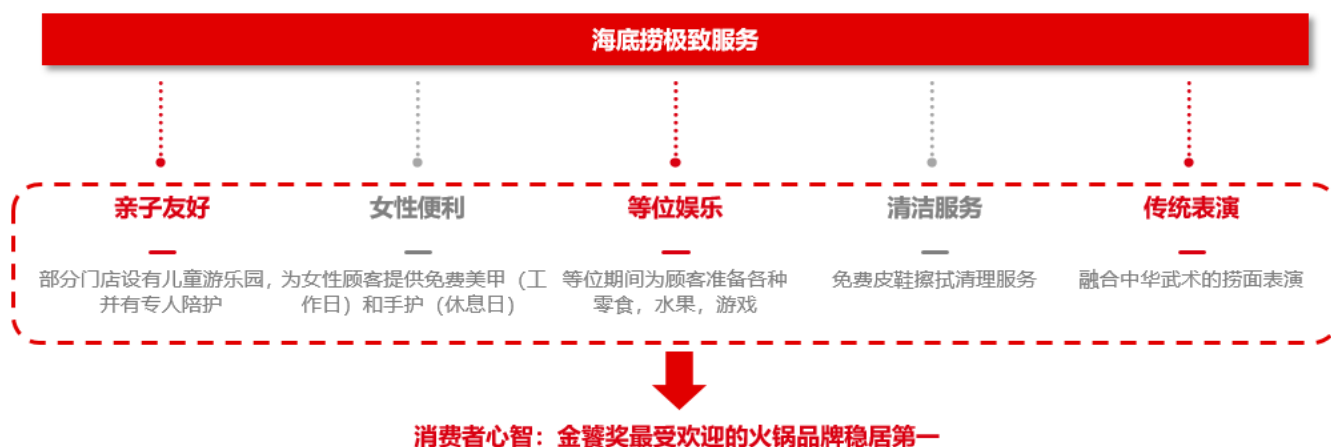 海底捞极致服务
亲子友好
部分门店设有儿童游乐园，
并有专人陪护
女性便利
为女性顾客提供免费美甲（工
作日）和手护（休息日）
等位娱乐
等位期间为顾客准备各种
零食，水果，游戏
清洁服务
免费皮鞋擦拭清理服务
传统表演
融合中华武术的捞面表演
消费者心智：金饕奖最受欢迎的火锅品牌稳居第一